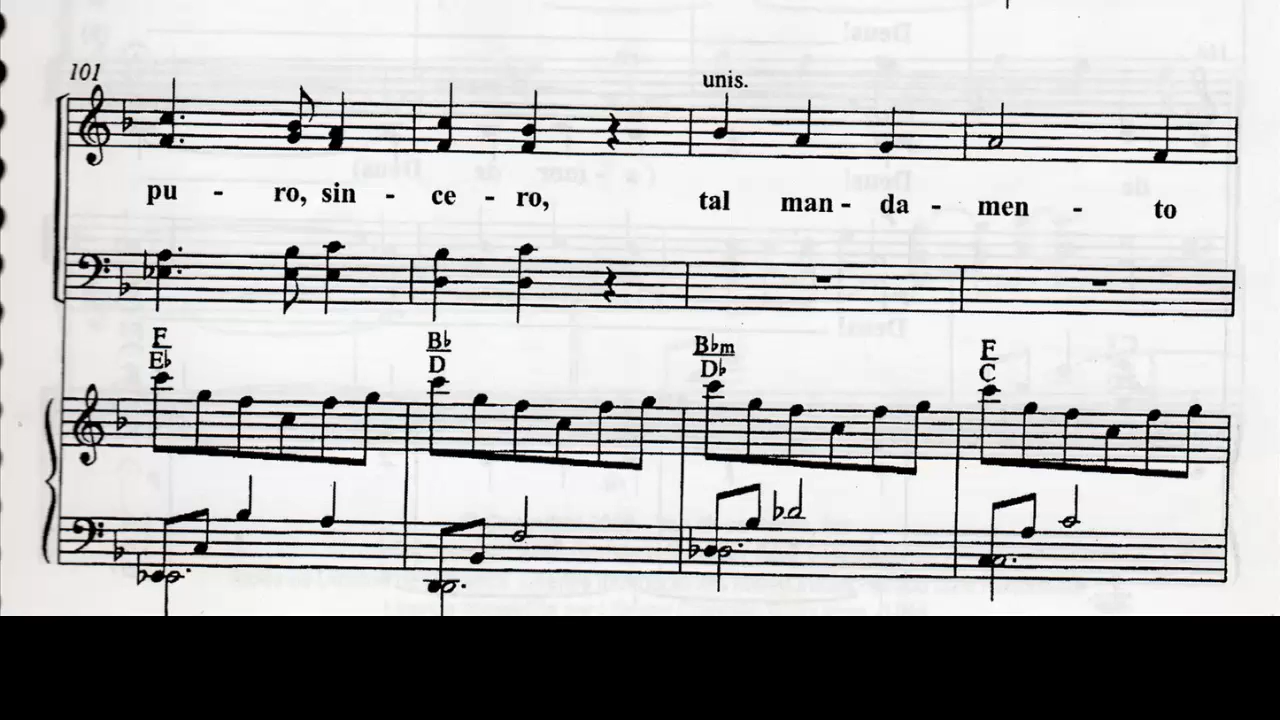 101
unis.
pu - ro, sin - ce - ro, tal man - da - men - to
F B♭ B♭m F
E♭ D D♭ C